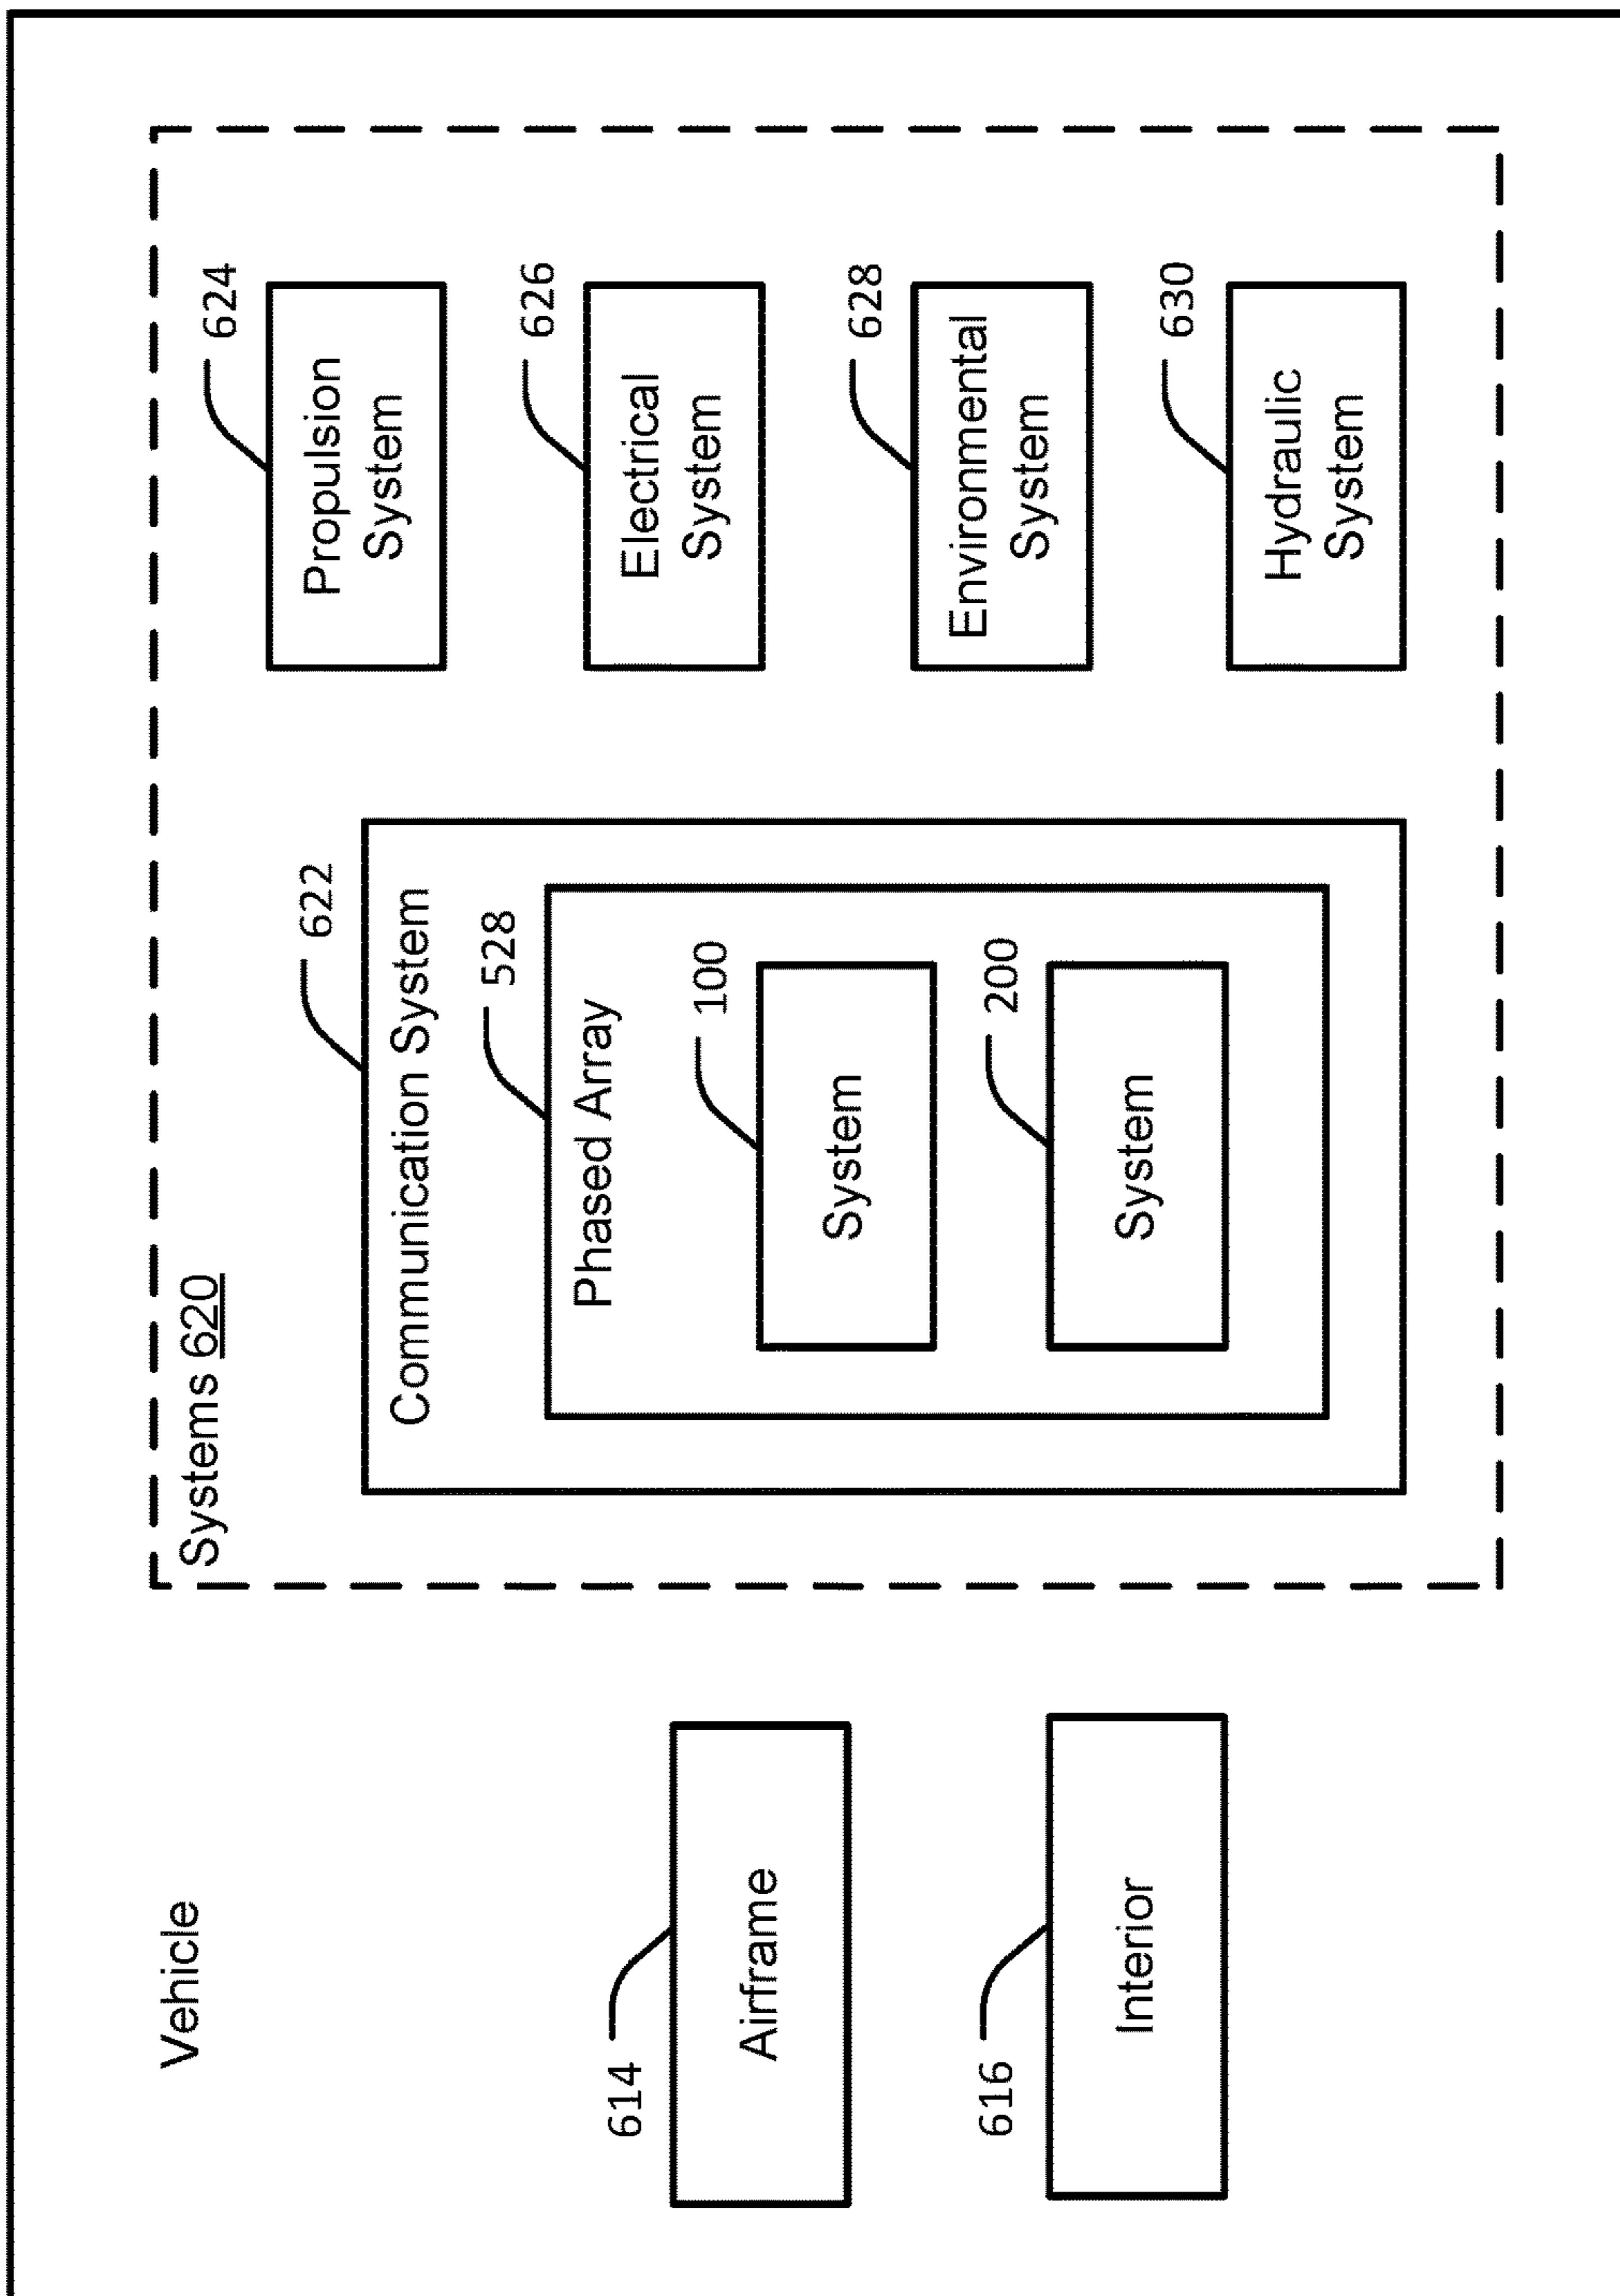 Vehicle
614
Airframe
616
Interior
Systems 620
622
Communication System
528
Phased Array
100
System
200
System
624
Propulsion
System
626
Electrical
System
628
Environmental
System
630
Hydraulic
System